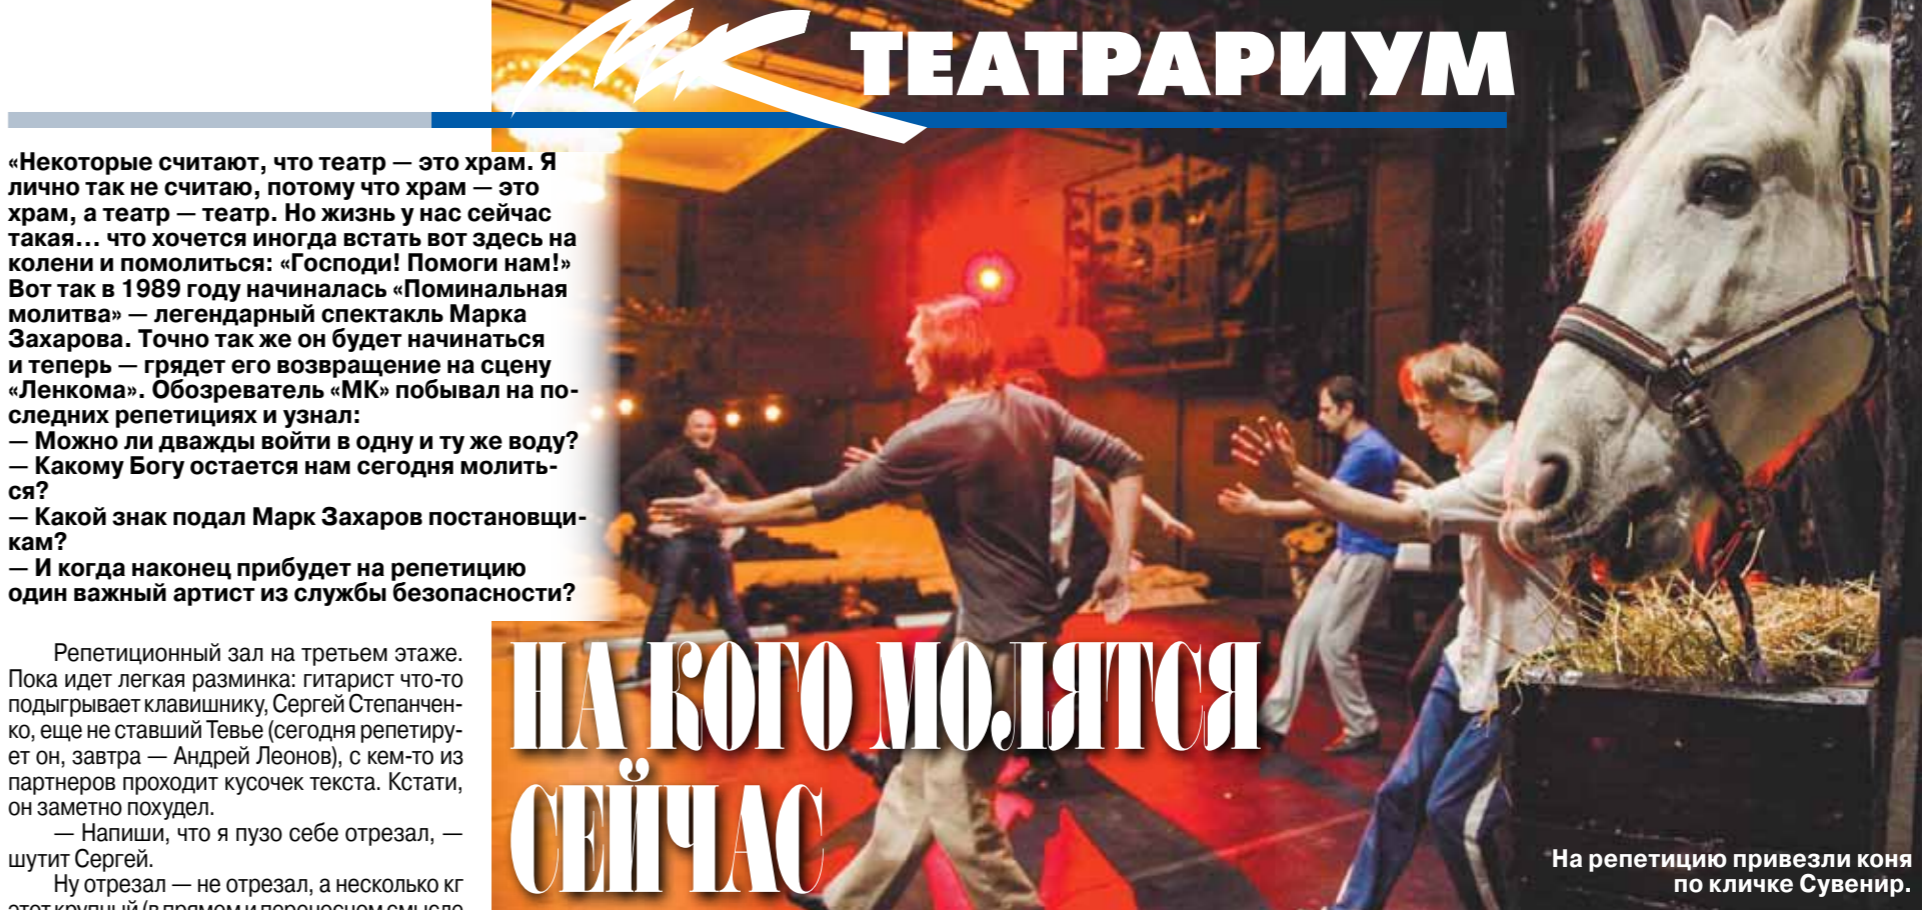 МК ТЕАТРАРИУМ
«Некоторые считают, что театр — это храм. Я
лично так не считаю, потому что храм — это
храм, а театр — театр. Но жизнь у нас сейчас
такая... что хочется иногда встать вот здесь на
колени и помолиться: «Господи! Помоги нам!»
Вот так в 1989 году начиналась «Поминальная
молитва» — легендарный спектакль Марка
Захарова. Точно так же он будет начинаться
и теперь — грядет его возвращение на сцену
«Ленкома». Обозреватель «МК» побывал на по-
следних репетициях и узнал:
— Можно ли дважды войти в одну и ту же воду?
— Какому Богу остается нам сегодня молить-
ся?
— Какой знак подал Марк Захаров постановщи-
кам?
— И когда наконец прибудет на репетицию
один важный артист из службы безопасности?
Репетиционный зал на третьем этаже.
Пока идет легкая разминка: гитарист что-то
подыгрывает клавишнику, Сергей Степанчен-
ко, еще не ставший Тевье (сегодня репетиру-
ет он, завтра — Андрей Леонов), с кем-то из
партнеров проходит кусочек текста. Кстати,
он заметно похудел.
— Напиши, что я пузо себе отрезал, —
шутит Сергей.
Ну отрезал — не отрезал, а несколько кг
этот крупный (в прямом и переносном смысле
НА КОГО МОЛЯТСЯ
СЕЙЧАС
На репетицию привезли коня
по кличке Сувенир.